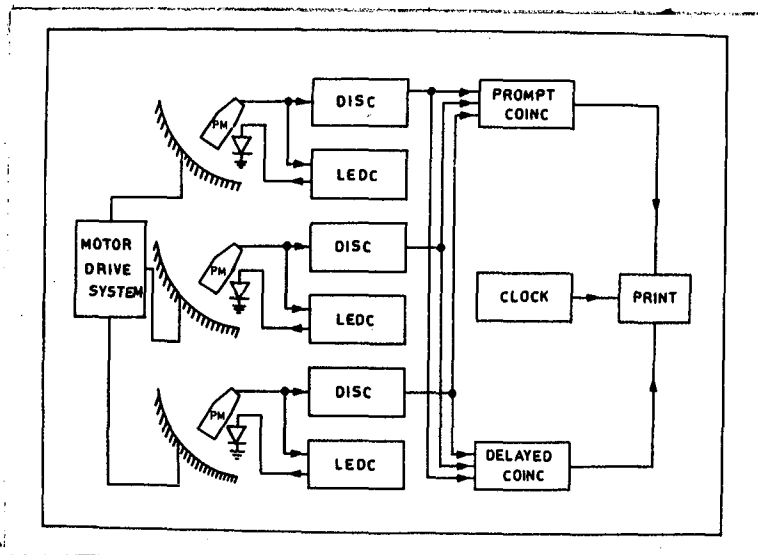 PM
DISC
LEDC
PROMPT
COINC
MOTOR
DRIVE
SYSTEM
PM
DISC
LEDC
CLOCK
PRINT
PM
DISC
LEDC
DELAYED
COINC